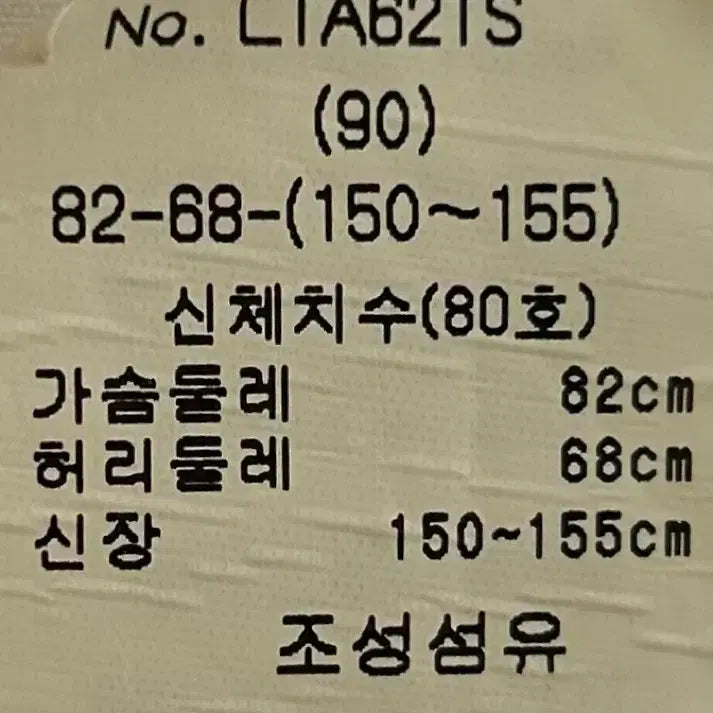 No.
(90)
82-68-(150~155)
신체치수(80호)
가슴둘레 82cm
허리둘레 68cm
신장 150~155cm
조성섬유